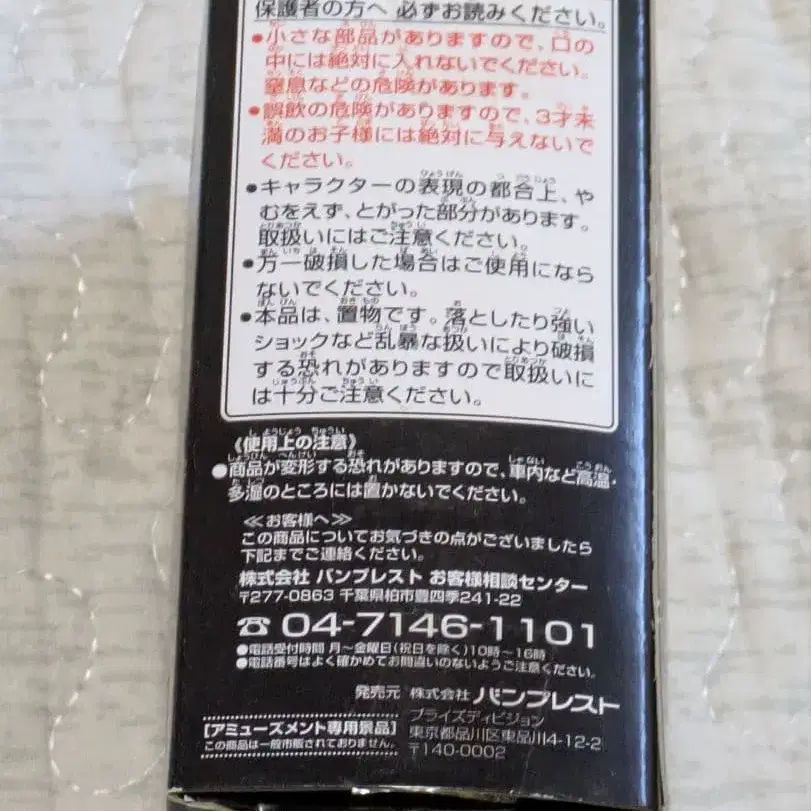 保護者の方へ 必ずお読みください。
●小さな部品がありますので、口の
中には絶対に入れないでください。
窒息などの危険があります。
●誤飲の危険がありますので、3才未
満のお子様には絶対に与えないで
ください。
●キャラクターの表現の都合上、や
むをえず、とがった部分があります。
取扱いにはご注意ください。
●万一破損した場合はご使用になら
ないでください。
●本品は、置物です。落としたり強い
ショックなど乱暴な扱いにより破損
する恐れがありますので取扱いに
は十分ご注意ください。
《使用上の注意》
●商品が変形する恐れがありますので、車内など高温・
多湿のところには置かないでください。
≪お客様へ≫
この商品についてお気づきの点がございましたら
下記までご連絡ください。
株式会社 バンプレスト お客様相談センター
〒277-0863 千葉県柏市豊四季241-22
☎ 04-7146-1101
●電話受付時間 月〜金曜日(祝日を除く)10時〜16時
●電話番号はよく確かめてお間違いのないようご注意ください。
発売元 株式会社 バンプレスト
プライズディビジョン
東京都品川区東品川4-12-2
〒140-0002
[アミューズメント専用景品]
この商品は一般市販されておりません。